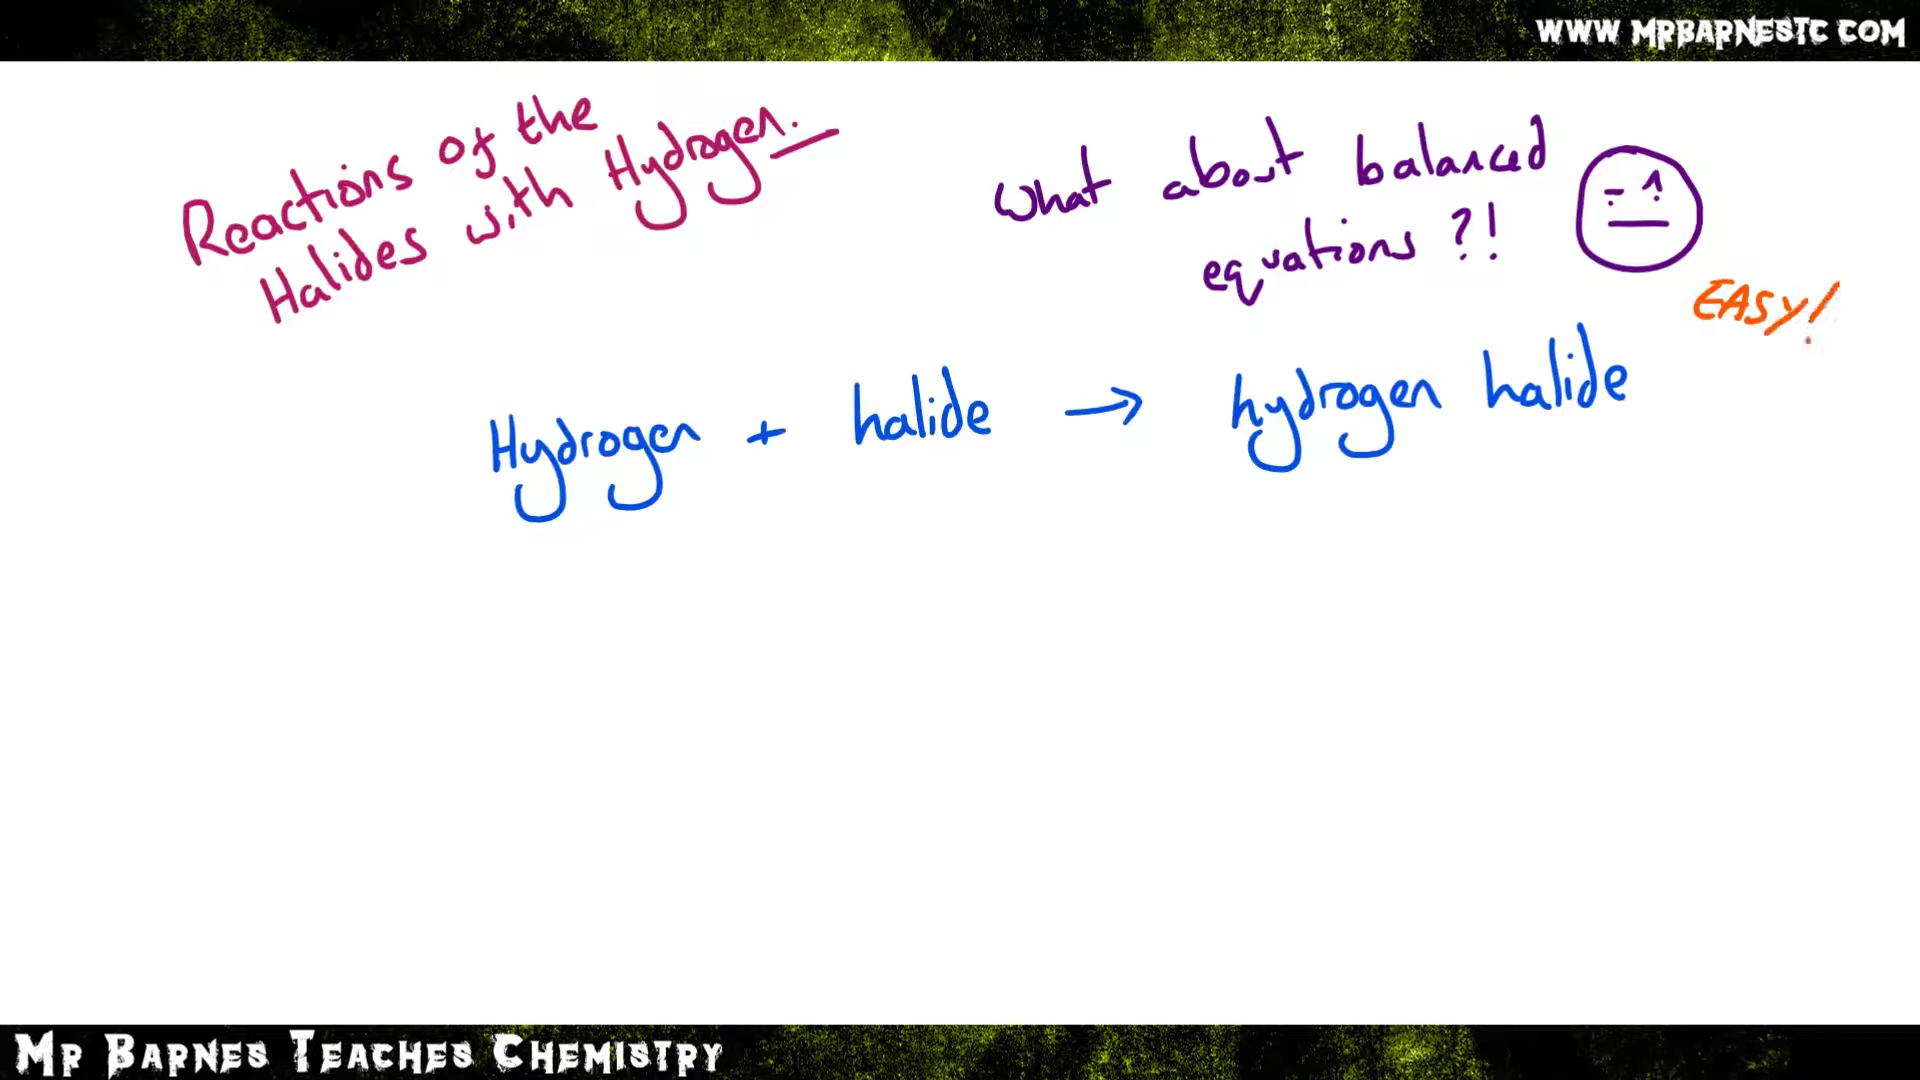 WWW MRBARNESTC COM
Reactions of the
Halides with Hydrogen.
What about balanced
equations ?!
EASY!
Hydrogen + halide → hydrogen halide
MR BARNES TEACHES CHEMISTRY